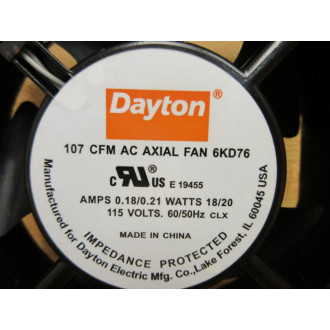 Dayton
107 CFM AC AXIAL FAN 6KD76
c RU US E 19455
AMPS 0.18/0.21 WATTS 18/20
115 VOLTS. 60/50Hz CLX
MADE IN CHINA
IMPEDANCE PROTECTED
Manufactured for Dayton Electric Mfg. Co.,Lake Forest, IL 60045 USA